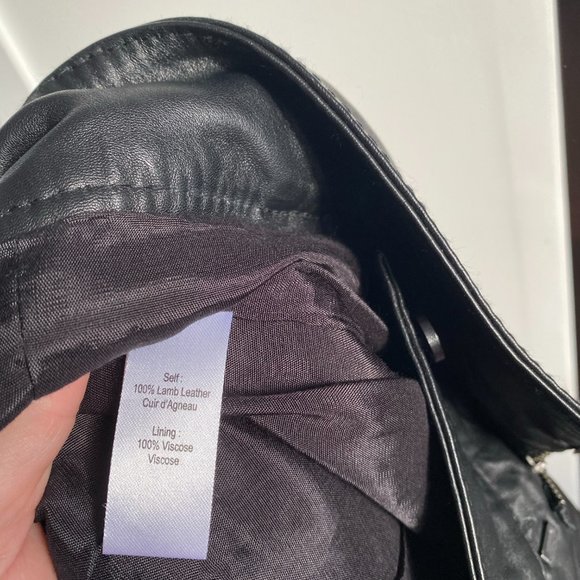 Self :
100% Lamb Leather
Cuir d'Agneau
Lining :
100% Viscose
Viscose